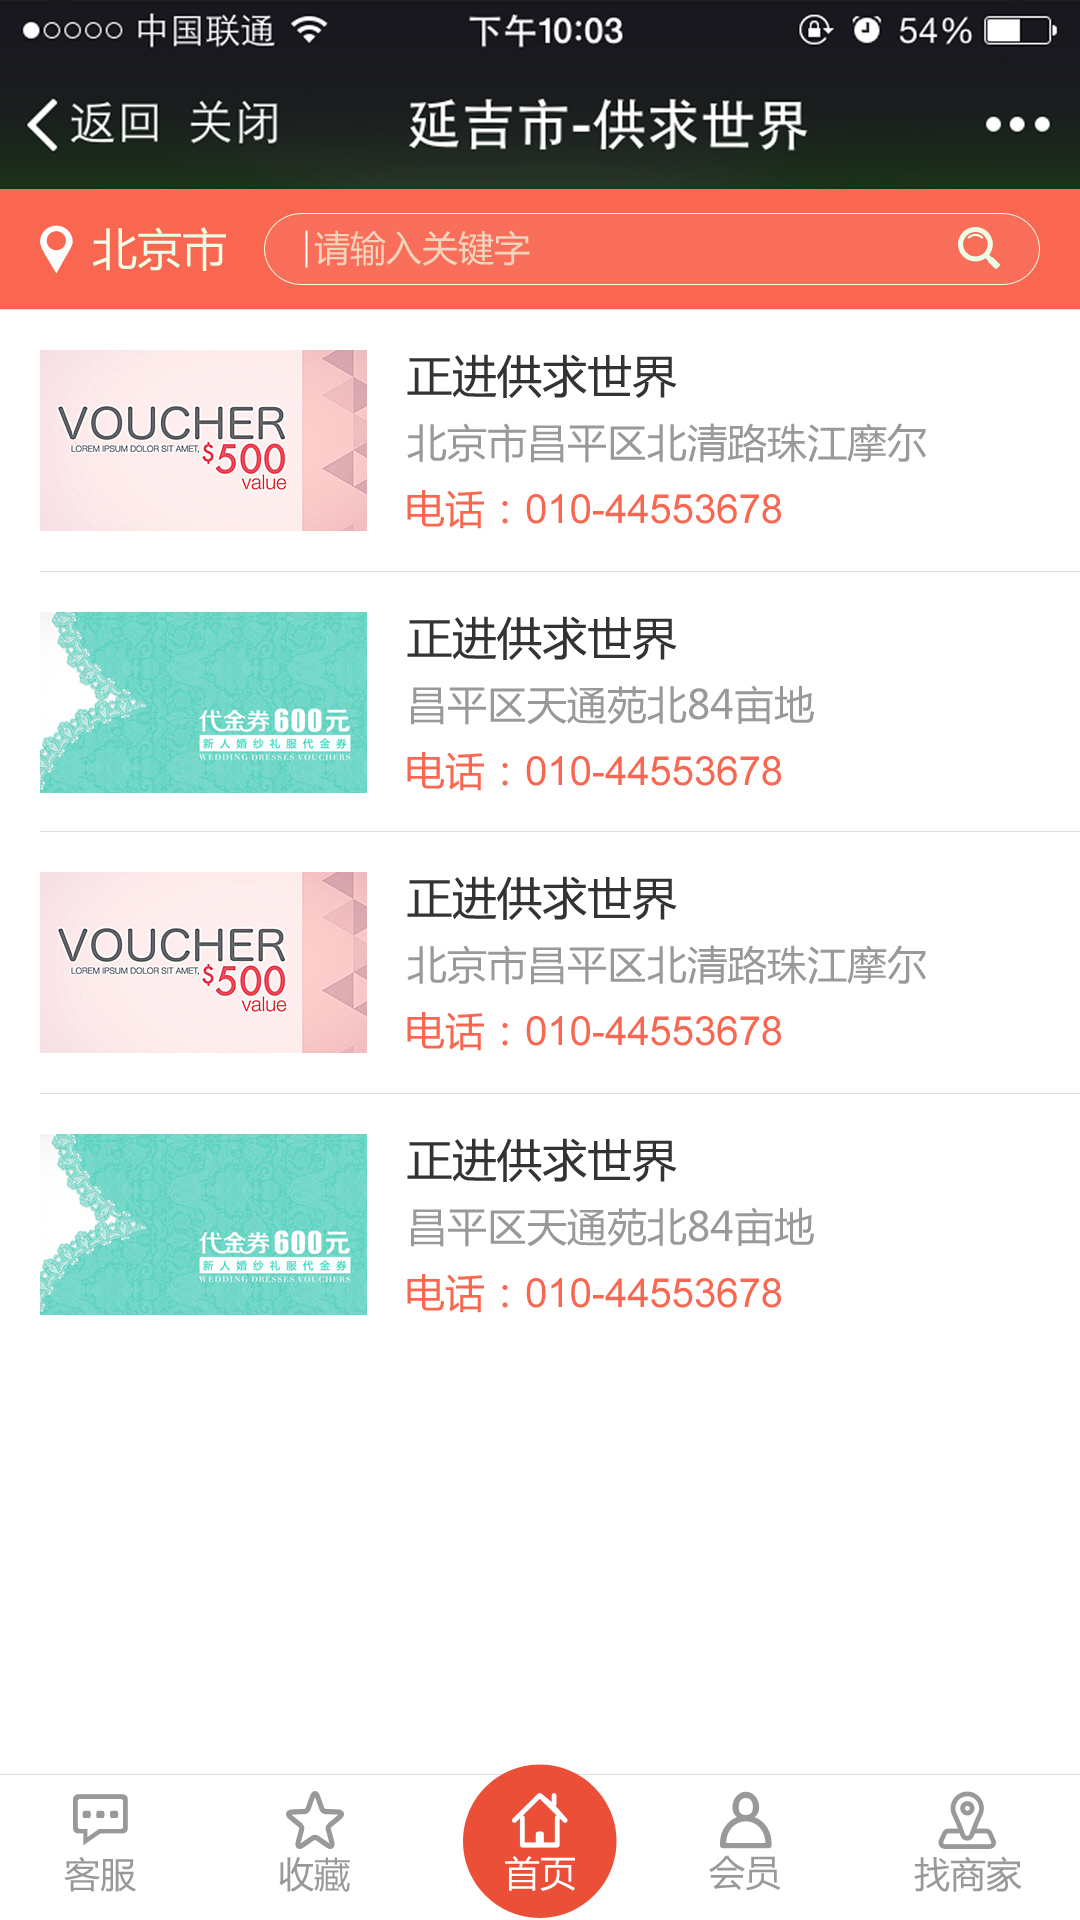 中国联通 下午10:03 54%
返回 关闭 延吉市-供求世界
北京市 请输入关键字
VOUCHER
LOREM IPSUM DOLOR SIT AMET,
$500
value
正进供求世界
北京市昌平区北清路珠江摩尔
电话：010-44553678
代金券600元
新人婚纱礼服代金券
WEDDING DRESSES VOUCHERS
正进供求世界
昌平区天通苑北84亩地
电话：010-44553678
VOUCHER
LOREM IPSUM DOLOR SIT AMET,
$500
value
正进供求世界
北京市昌平区北清路珠江摩尔
电话：010-44553678
代金券600元
新人婚纱礼服代金券
WEDDING DRESSES VOUCHERS
正进供求世界
昌平区天通苑北84亩地
电话：010-44553678
客服 收藏 首页 会员 找商家